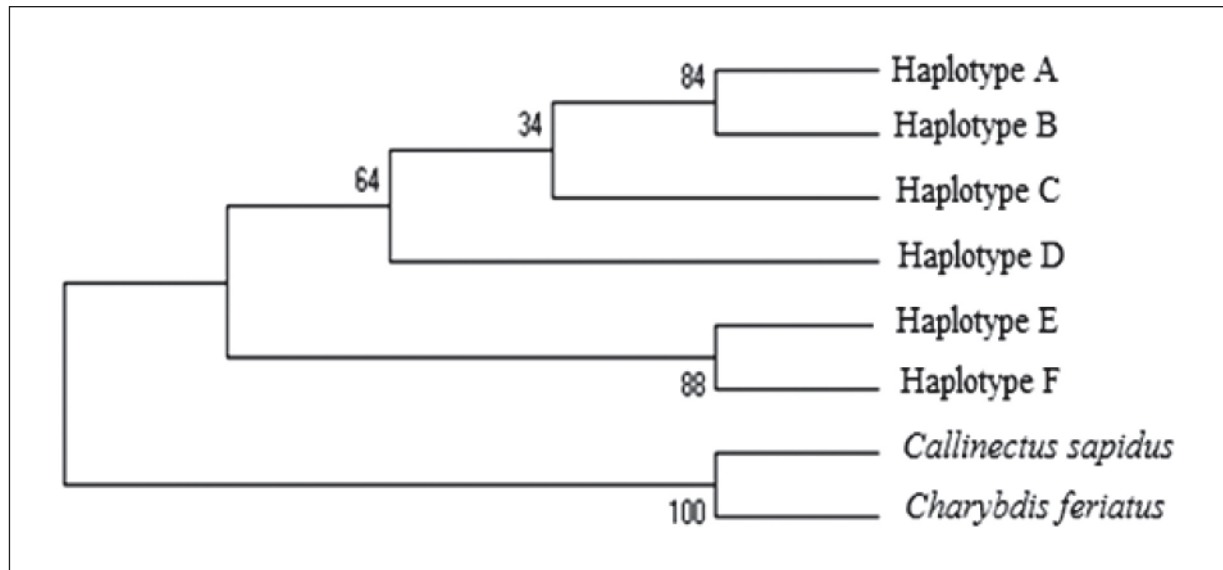 84
Haplotype A
34
Haplotype B
64
Haplotype C
Haplotype D
Haplotype E
88
Haplotype F
Callinectus sapidus
100
Charybdis feriatus